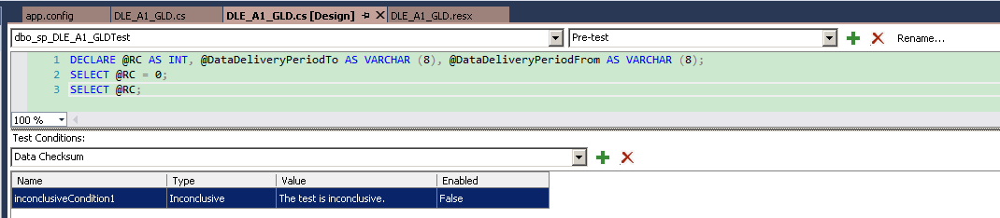 app.config DLE_A1_GLD.cs DLE_A1_GLD.cs [Design] DLE_A1_GLD.resx
dbo_sp_DLE_A1_GLDTest Pre-test Rename...
1 DECLARE @RC AS INT, @DataDeliveryPeriodTo AS VARCHAR (8), @DataDeliveryPeriodFrom AS VARCHAR (8);
2 SELECT @RC = 0;
3 SELECT @RC;
100 %
Test Conditions:
Data Checksum
Name Type Value Enabled
inconclusiveCondition1 Inconclusive The test is inconclusive. False